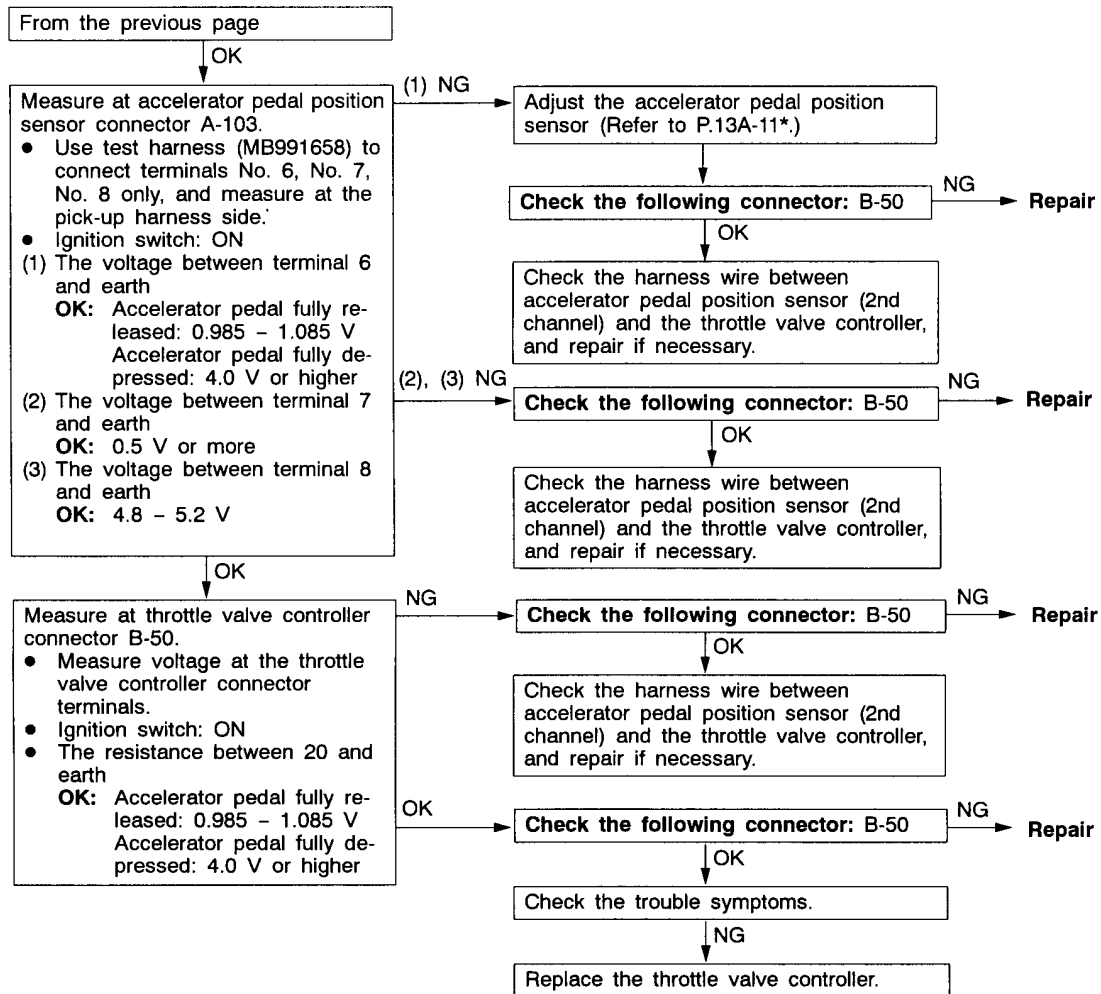 From the previous page
OK
Measure at accelerator pedal position
sensor connector A-103.
● Use test harness (MB991658) to
connect terminals No. 6, No. 7,
No. 8 only, and measure at the
pick-up harness side.
● Ignition switch: ON
(1) The voltage between terminal 6
and earth
OK: Accelerator pedal fully re-
leased: 0.985 – 1.085 V
Accelerator pedal fully de-
pressed: 4.0 V or higher
(2) The voltage between terminal 7
and earth
OK: 0.5 V or more
(3) The voltage between terminal 8
and earth
OK: 4.8 – 5.2 V
(1) NG
Adjust the accelerator pedal position
sensor (Refer to P.13A-11*.)
Check the following connector: B-50
NG
Repair
OK
Check the harness wire between
accelerator pedal position sensor (2nd
channel) and the throttle valve controller,
and repair if necessary.
(2), (3) NG
Check the following connector: B-50
NG
Repair
OK
Check the harness wire between
accelerator pedal position sensor (2nd
channel) and the throttle valve controller,
and repair if necessary.
OK
Measure at throttle valve controller
connector B-50.
● Measure voltage at the throttle
valve controller connector
terminals.
● Ignition switch: ON
● The resistance between 20 and
earth
OK: Accelerator pedal fully re-
leased: 0.985 – 1.085 V
Accelerator pedal fully de-
pressed: 4.0 V or higher
NG
Check the following connector: B-50
NG
Repair
OK
Check the harness wire between
accelerator pedal position sensor (2nd
channel) and the throttle valve controller,
and repair if necessary.
OK
Check the following connector: B-50
NG
Repair
OK
Check the trouble symptoms.
NG
Replace the throttle valve controller.